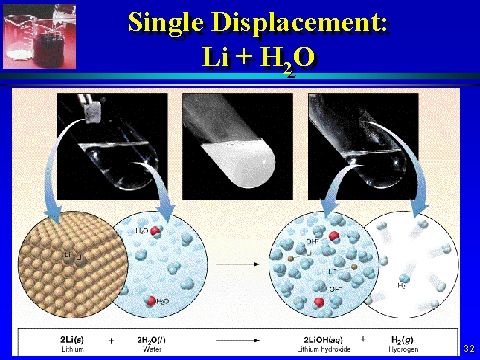 Single Displacement:
Li + H₂O
H₂O
Li
H₂O
OH⁻
Li⁺
OH⁻
H₂
2Li(s) + 2H₂O(l) 2LiOH(aq) + H₂(g)
Lithium Water Lithium hydroxide Hydrogen
32